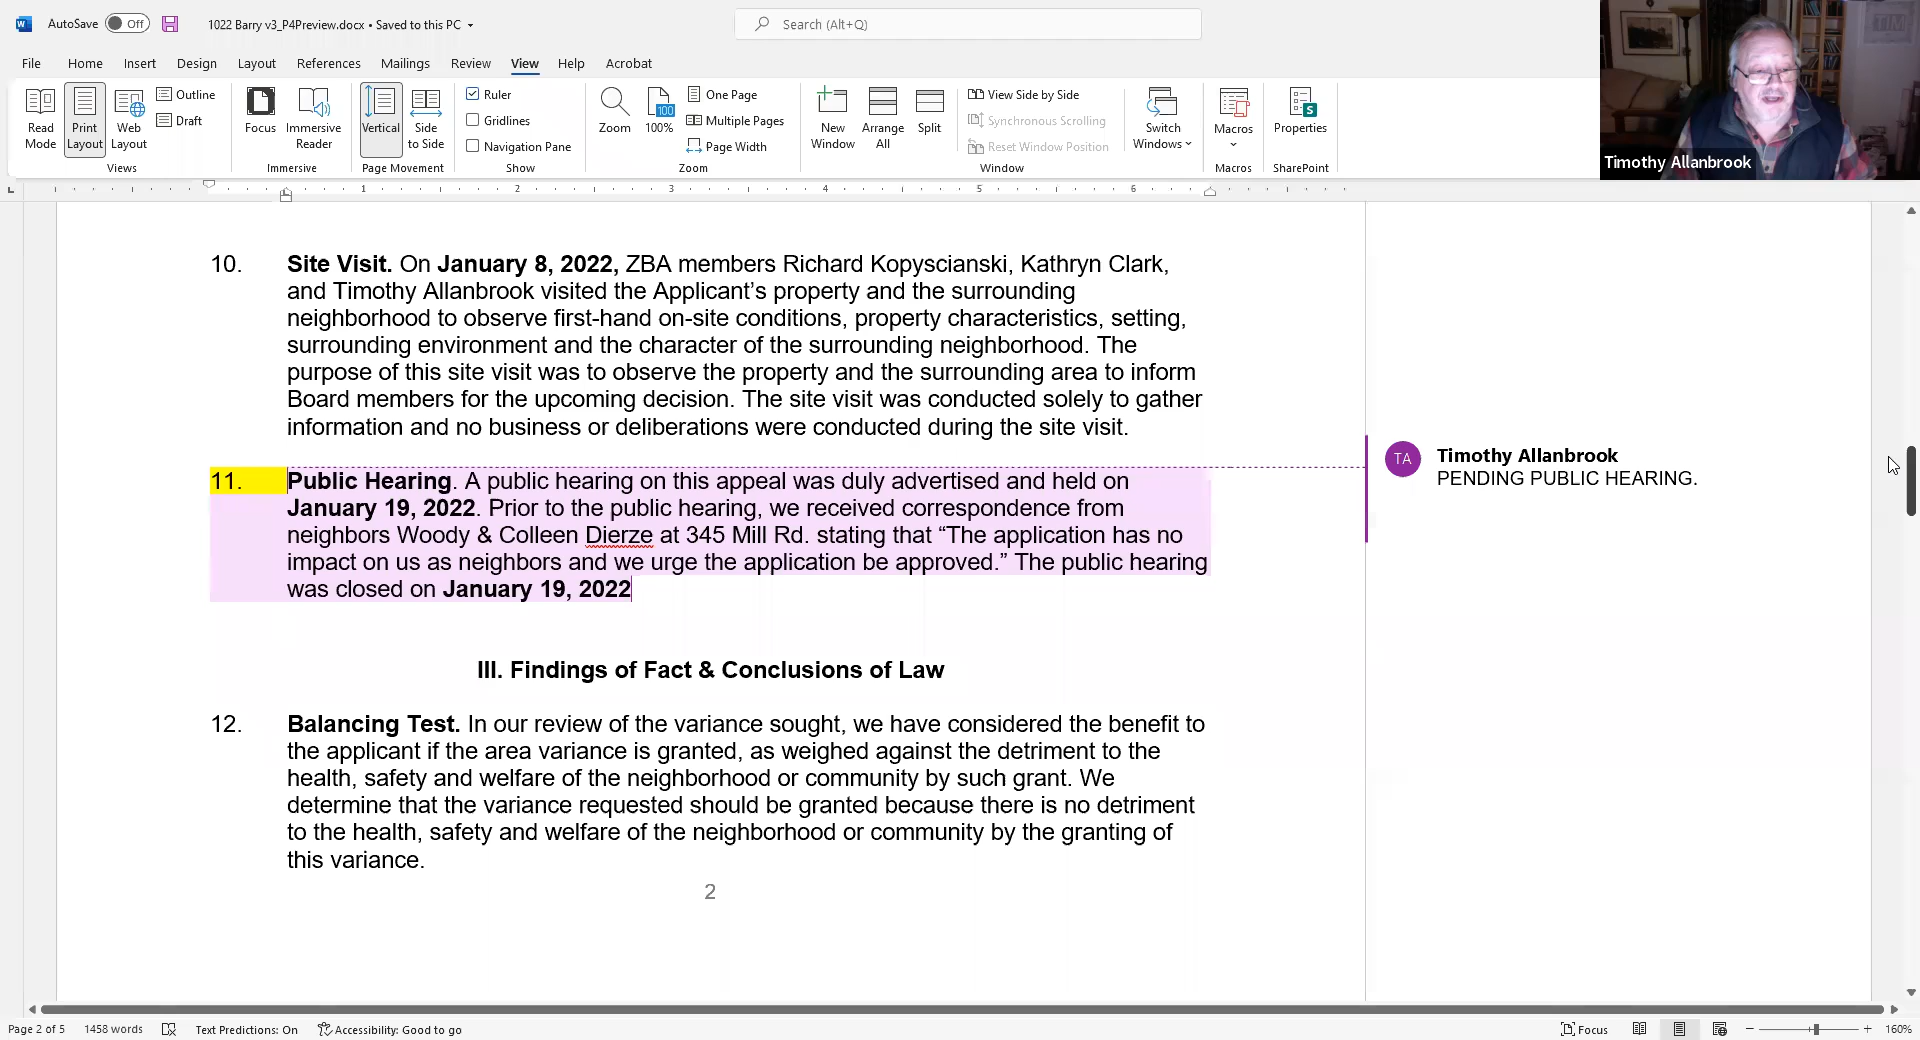 AutoSave Off 1022 Barry v3_P4Preview.docx • Saved to this PC
Search (Alt+Q)
File Home Insert Design Layout References Mailings Review View Help Acrobat
Read Mode
Print Layout
Web Layout
Outline
Draft
Views
Focus
Immersive Reader
Immersive
Vertical
Side to Side
Page Movement
Ruler
Gridlines
Navigation Pane
Show
Zoom
100
100%
One Page
Multiple Pages
Page Width
Zoom
New Window
Arrange All
Split
View Side by Side
Synchronous Scrolling
Reset Window Position
Window
Switch Windows
Macros
Macros
S
Properties
SharePoint
TIM
Timothy Allanbrook
1 2 3 4 5 6
10. Site Visit. On January 8, 2022, ZBA members Richard Kopyscianski, Kathryn Clark,
and Timothy Allanbrook visited the Applicant’s property and the surrounding
neighborhood to observe first-hand on-site conditions, property characteristics, setting,
surrounding environment and the character of the surrounding neighborhood. The
purpose of this site visit was to observe the property and the surrounding area to inform
Board members for the upcoming decision. The site visit was conducted solely to gather
information and no business or deliberations were conducted during the site visit.
11. Public Hearing. A public hearing on this appeal was duly advertised and held on
January 19, 2022. Prior to the public hearing, we received correspondence from
neighbors Woody & Colleen Dierze at 345 Mill Rd. stating that “The application has no
impact on us as neighbors and we urge the application be approved.” The public hearing
was closed on January 19, 2022
TA Timothy Allanbrook
PENDING PUBLIC HEARING.
III. Findings of Fact & Conclusions of Law
12. Balancing Test. In our review of the variance sought, we have considered the benefit to
the applicant if the area variance is granted, as weighed against the detriment to the
health, safety and welfare of the neighborhood or community by such grant. We
determine that the variance requested should be granted because there is no detriment
to the health, safety and welfare of the neighborhood or community by the granting of
this variance.
2
Page 2 of 5 1458 words Text Predictions: On Accessibility: Good to go Focus 160%